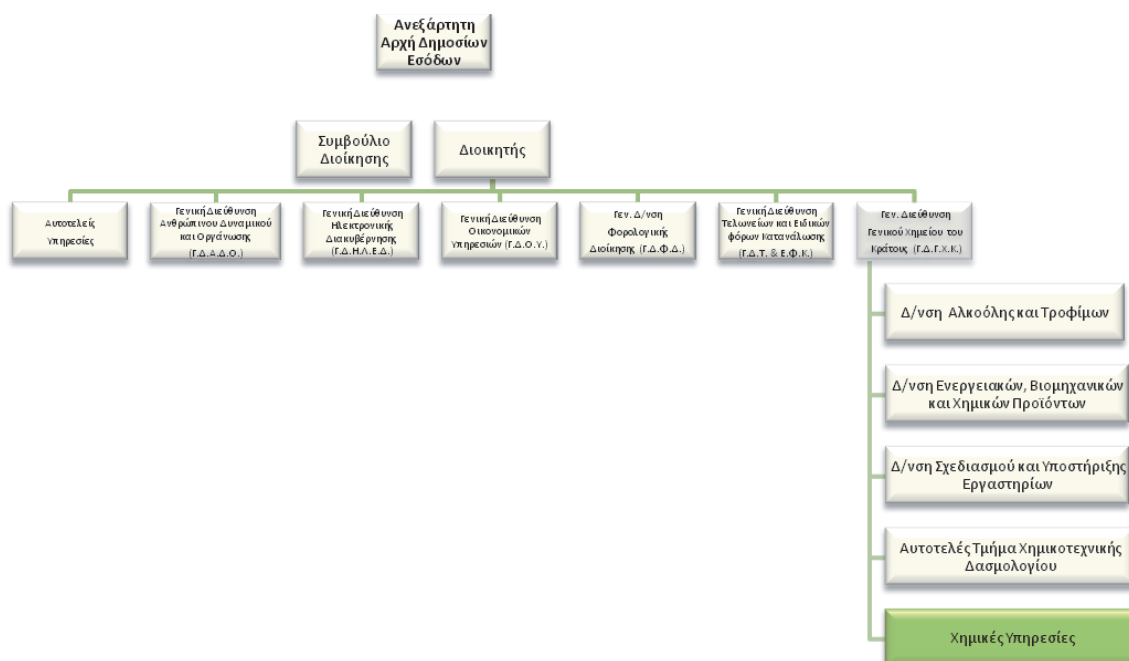 Ανεξάρτητη
Αρχή Δημοσίων
Εσόδων
Συμβούλιο
Διοίκησης
Διοικητής
Αυτοτελείς
Υπηρεσίες
Γενική Διεύθυνση
Ανθρώπινου Δυναμικού
και Οργάνωσης
(Γ.Δ.Α.Δ.Ο.)
Γενική Διεύθυνση
Ηλεκτρονικής
Διακυβέρνησης
(Γ.Δ.Η.Λ.Ε.Δ.)
Γενική Διεύθυνση
Οικονομικών
Υπηρεσιών (Γ.Δ.Ο.Υ.)
Γεν. Δ/νση
Φορολογικής
Διοίκησης (Γ.Δ.Φ.Δ.)
Γενική Διεύθυνση
Τελωνείων και Ειδικών
φόρων Κατανάλωσης
(Γ.Δ.Τ. & Ε.Φ.Κ.)
Γεν. Διεύθυνση
Γενικού Χημείου του
Κράτους (Γ.Δ.Γ.Χ.Κ.)
Δ/νση Αλκοόλης και Τροφίμων
Δ/νση Ενεργειακών, Βιομηχανικών
και Χημικών Προϊόντων
Δ/νση Σχεδιασμού και Υποστήριξης
Εργαστηρίων
Αυτοτελές Τμήμα Χημικοτεχνικής
Δασμολογίου
Χημικές Υπηρεσίες